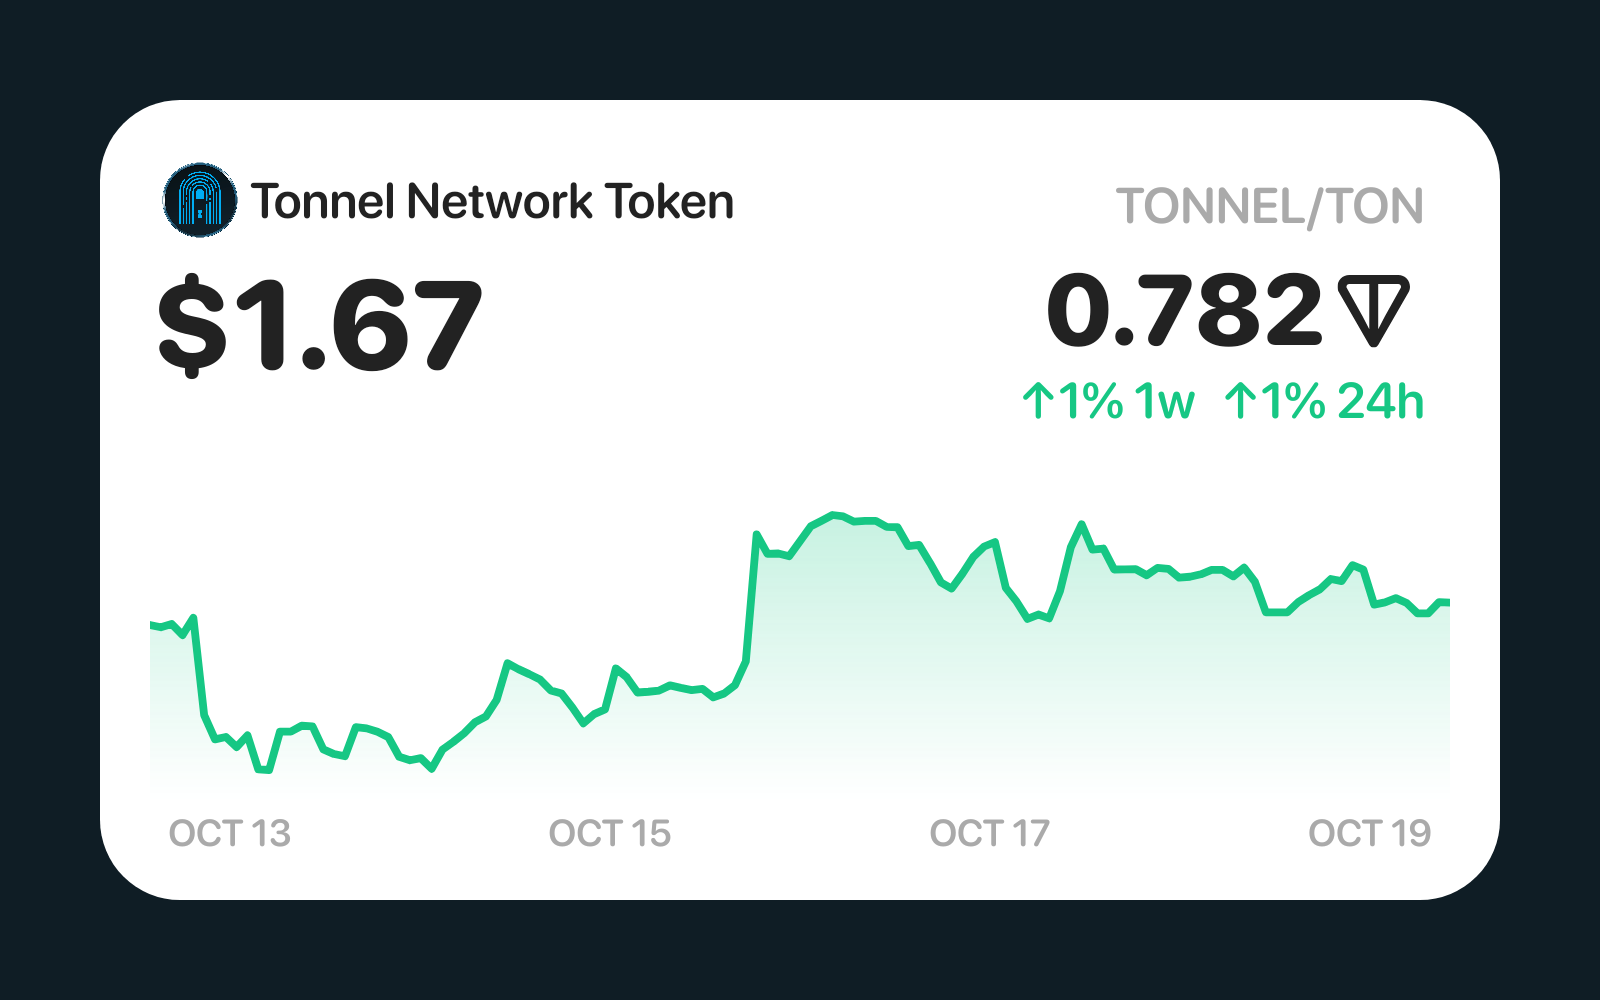 Tonnel Network Token
TONNEL/TON
$1.67
0.782
↑1% 1w ↑1% 24h
OCT 13
OCT 15
OCT 17
OCT 19